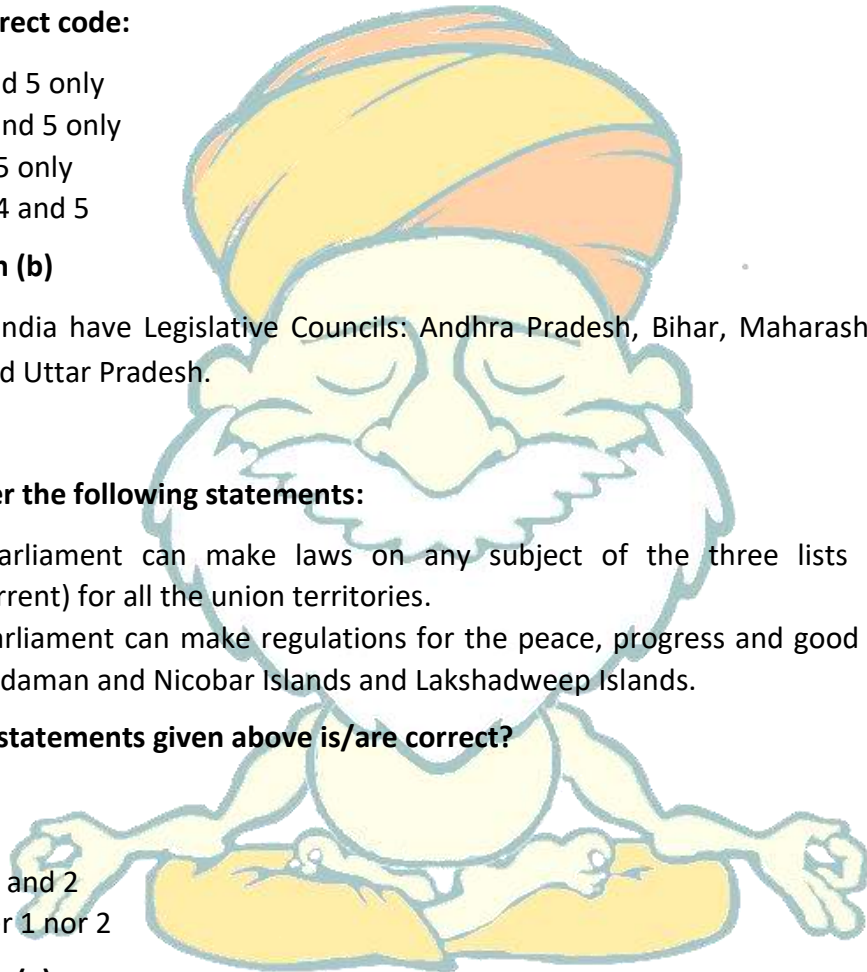 rect code:
d 5 only
nd 5 only
5 only
4 and 5
n (b)
India have Legislative Councils: Andhra Pradesh, Bihar, Maharash
d Uttar Pradesh.
er the following statements:
arliament can make laws on any subject of the three lists
rrent) for all the union territories.
arliament can make regulations for the peace, progress and good
daman and Nicobar Islands and Lakshadweep Islands.
statements given above is/are correct?
and 2
r 1 nor 2